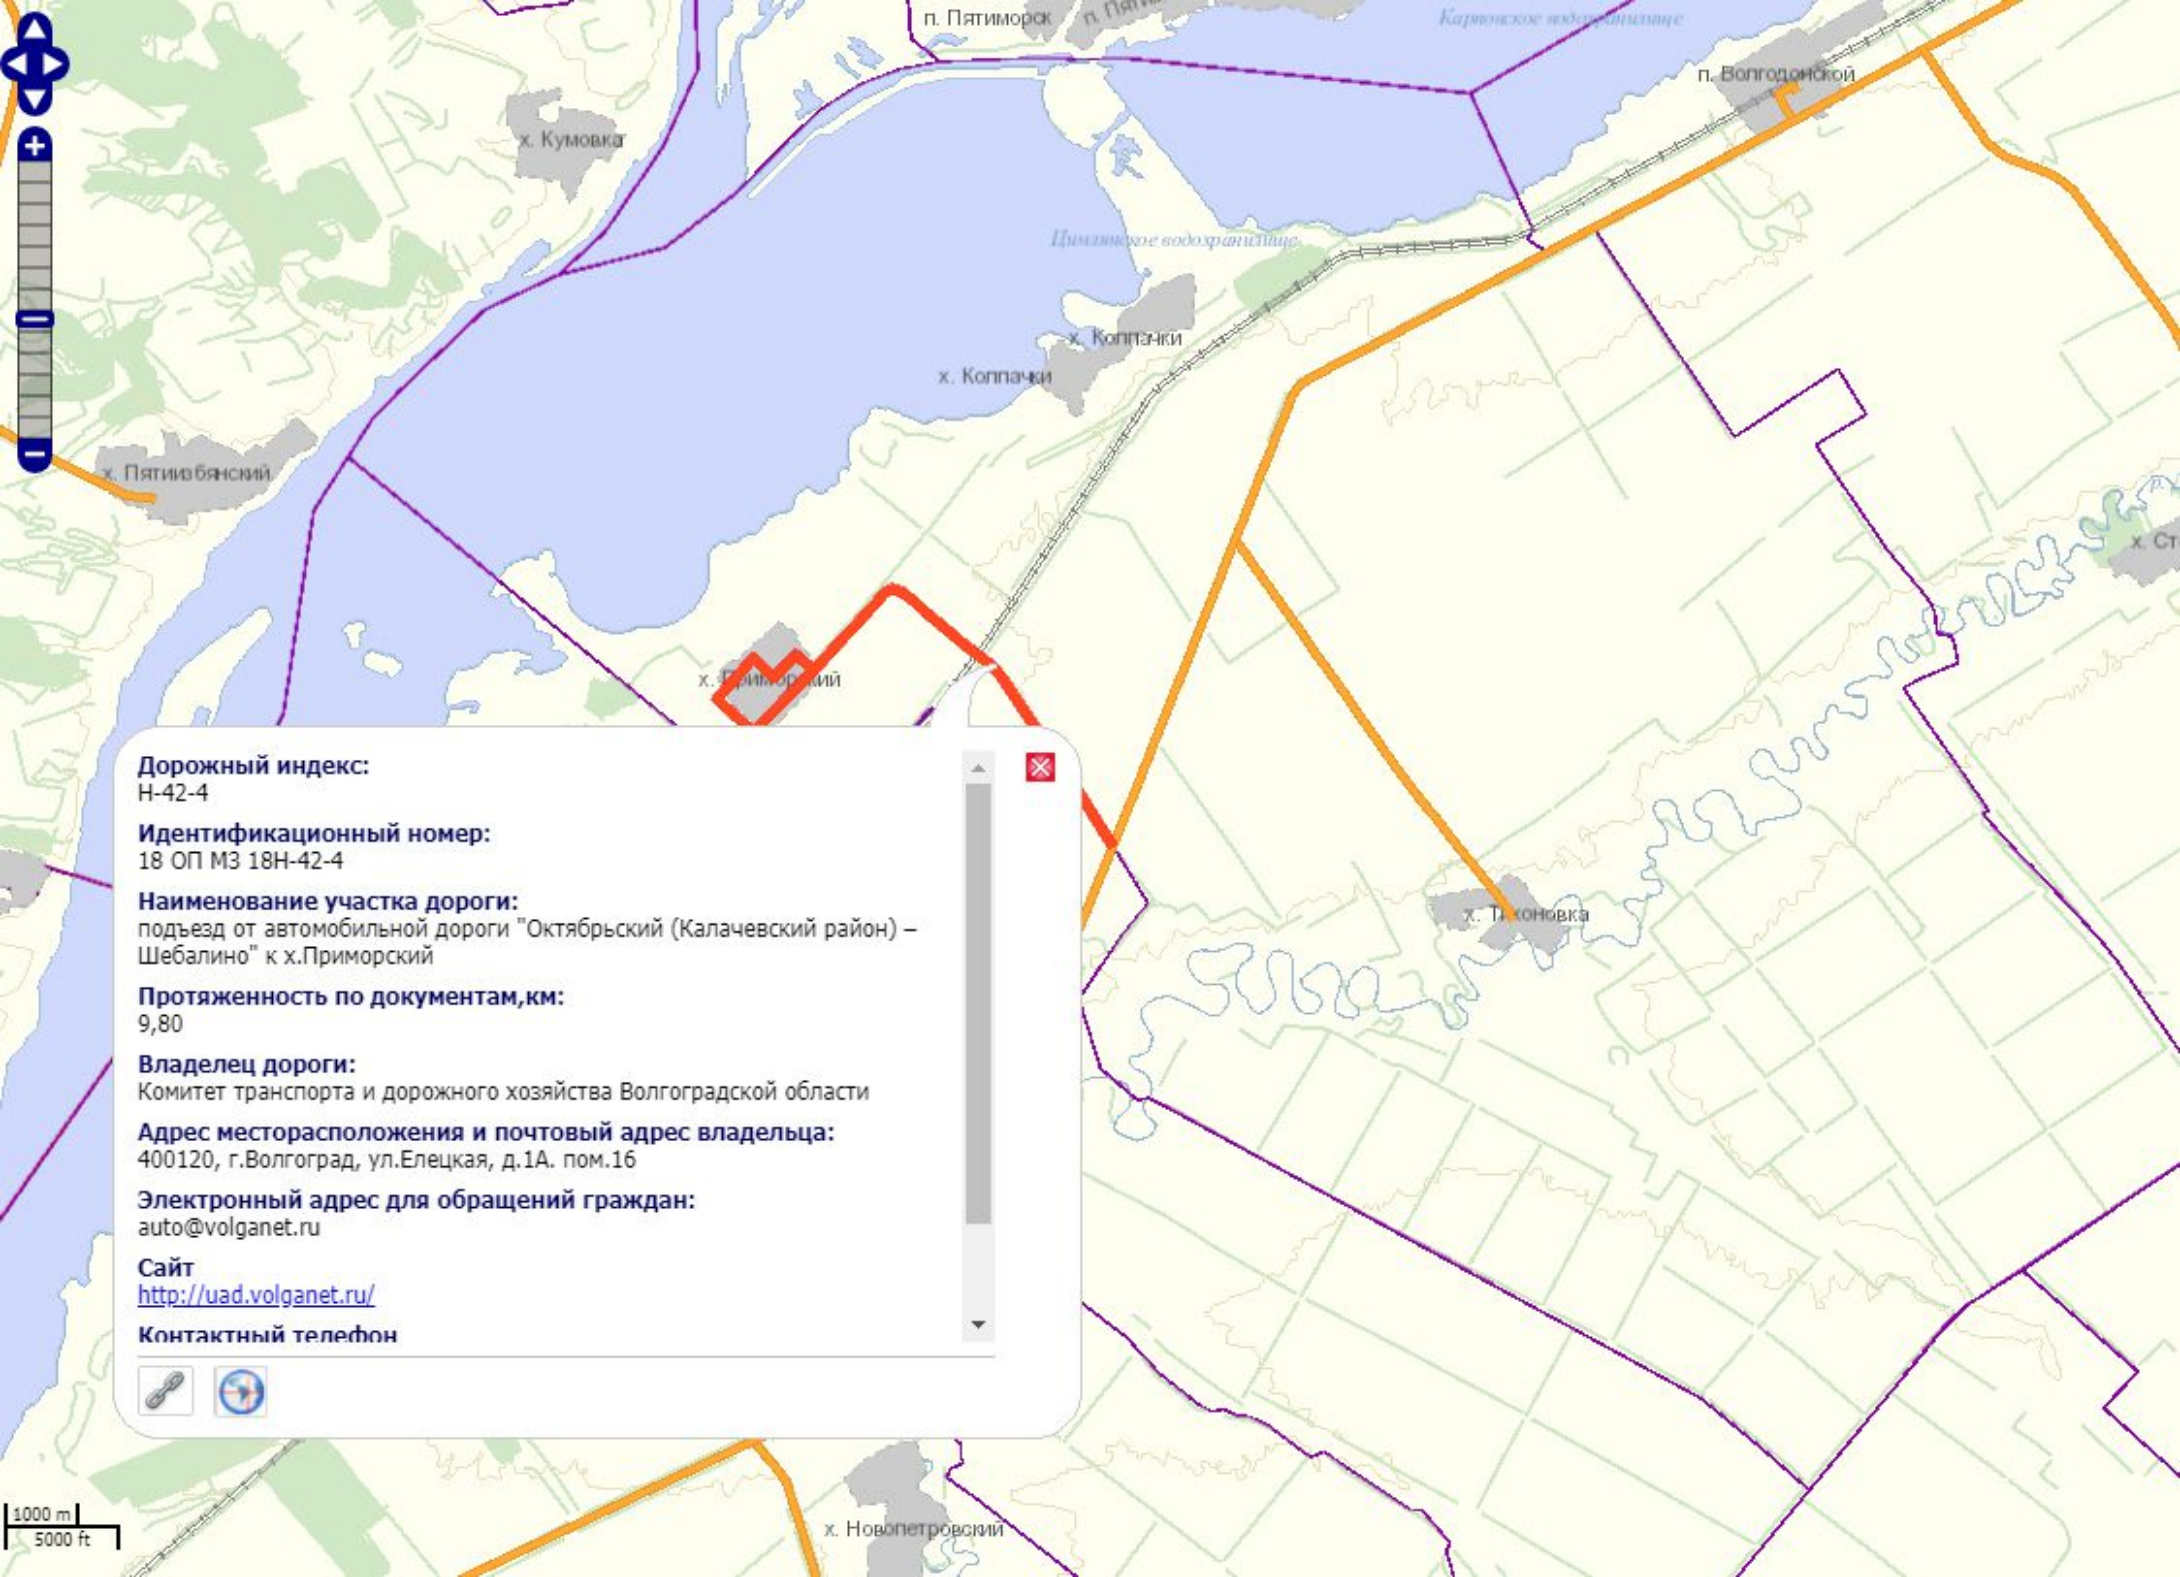 п. Пятиморск
Карповское водохранилище
п. Волгодонской
х. Кумовка
Цимлянское водохранилище
х. Колпачки
х. Колпачки
х. Пятиизбянский
х. Приморский
Дорожный индекс:
Н-42-4
Идентификационный номер:
18 ОП МЗ 18Н-42-4
Наименование участка дороги:
подъезд от автомобильной дороги "Октябрьский (Калачевский район) –
Шебалино" к х.Приморский
Протяженность по документам,км:
9,80
Владелец дороги:
Комитет транспорта и дорожного хозяйства Волгоградской области
Адрес месторасположения и почтовый адрес владельца:
400120, г.Волгоград, ул.Елецкая, д.1А. пом.16
Электронный адрес для обращений граждан:
auto@volganet.ru
Сайт
http://uad.volganet.ru/
Контактный телефон
х. Тихоновка
х. Ст
х. Новопетровский
1000 m
5000 ft